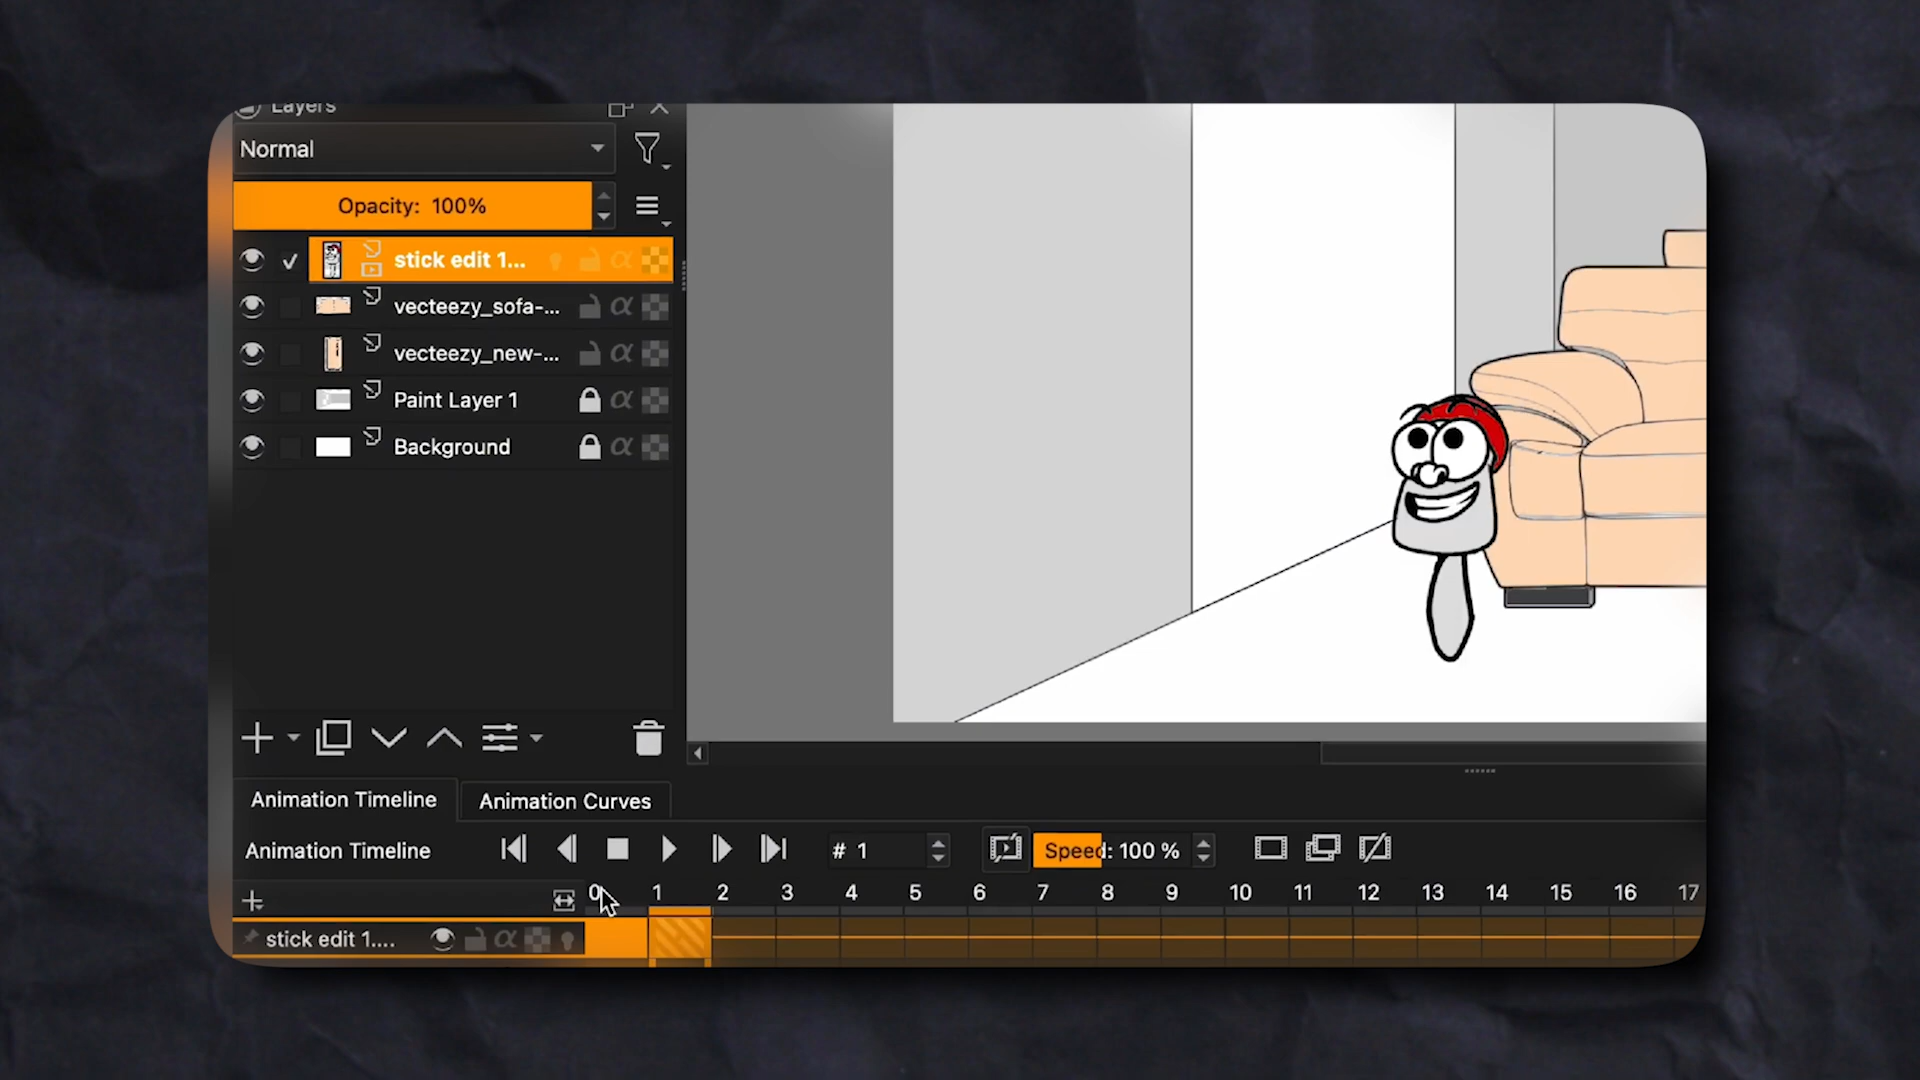 Layers
Normal
Opacity: 100%
stick edit 1...
vecteezy_sofa-...
vecteezy_new-...
Paint Layer 1
Background
Animation Timeline
Animation Curves
Animation Timeline
# 1
Speed: 100 %
0 1 2 3 4 5 6 7 8 9 10 11 12 13 14 15 16 17
stick edit 1....